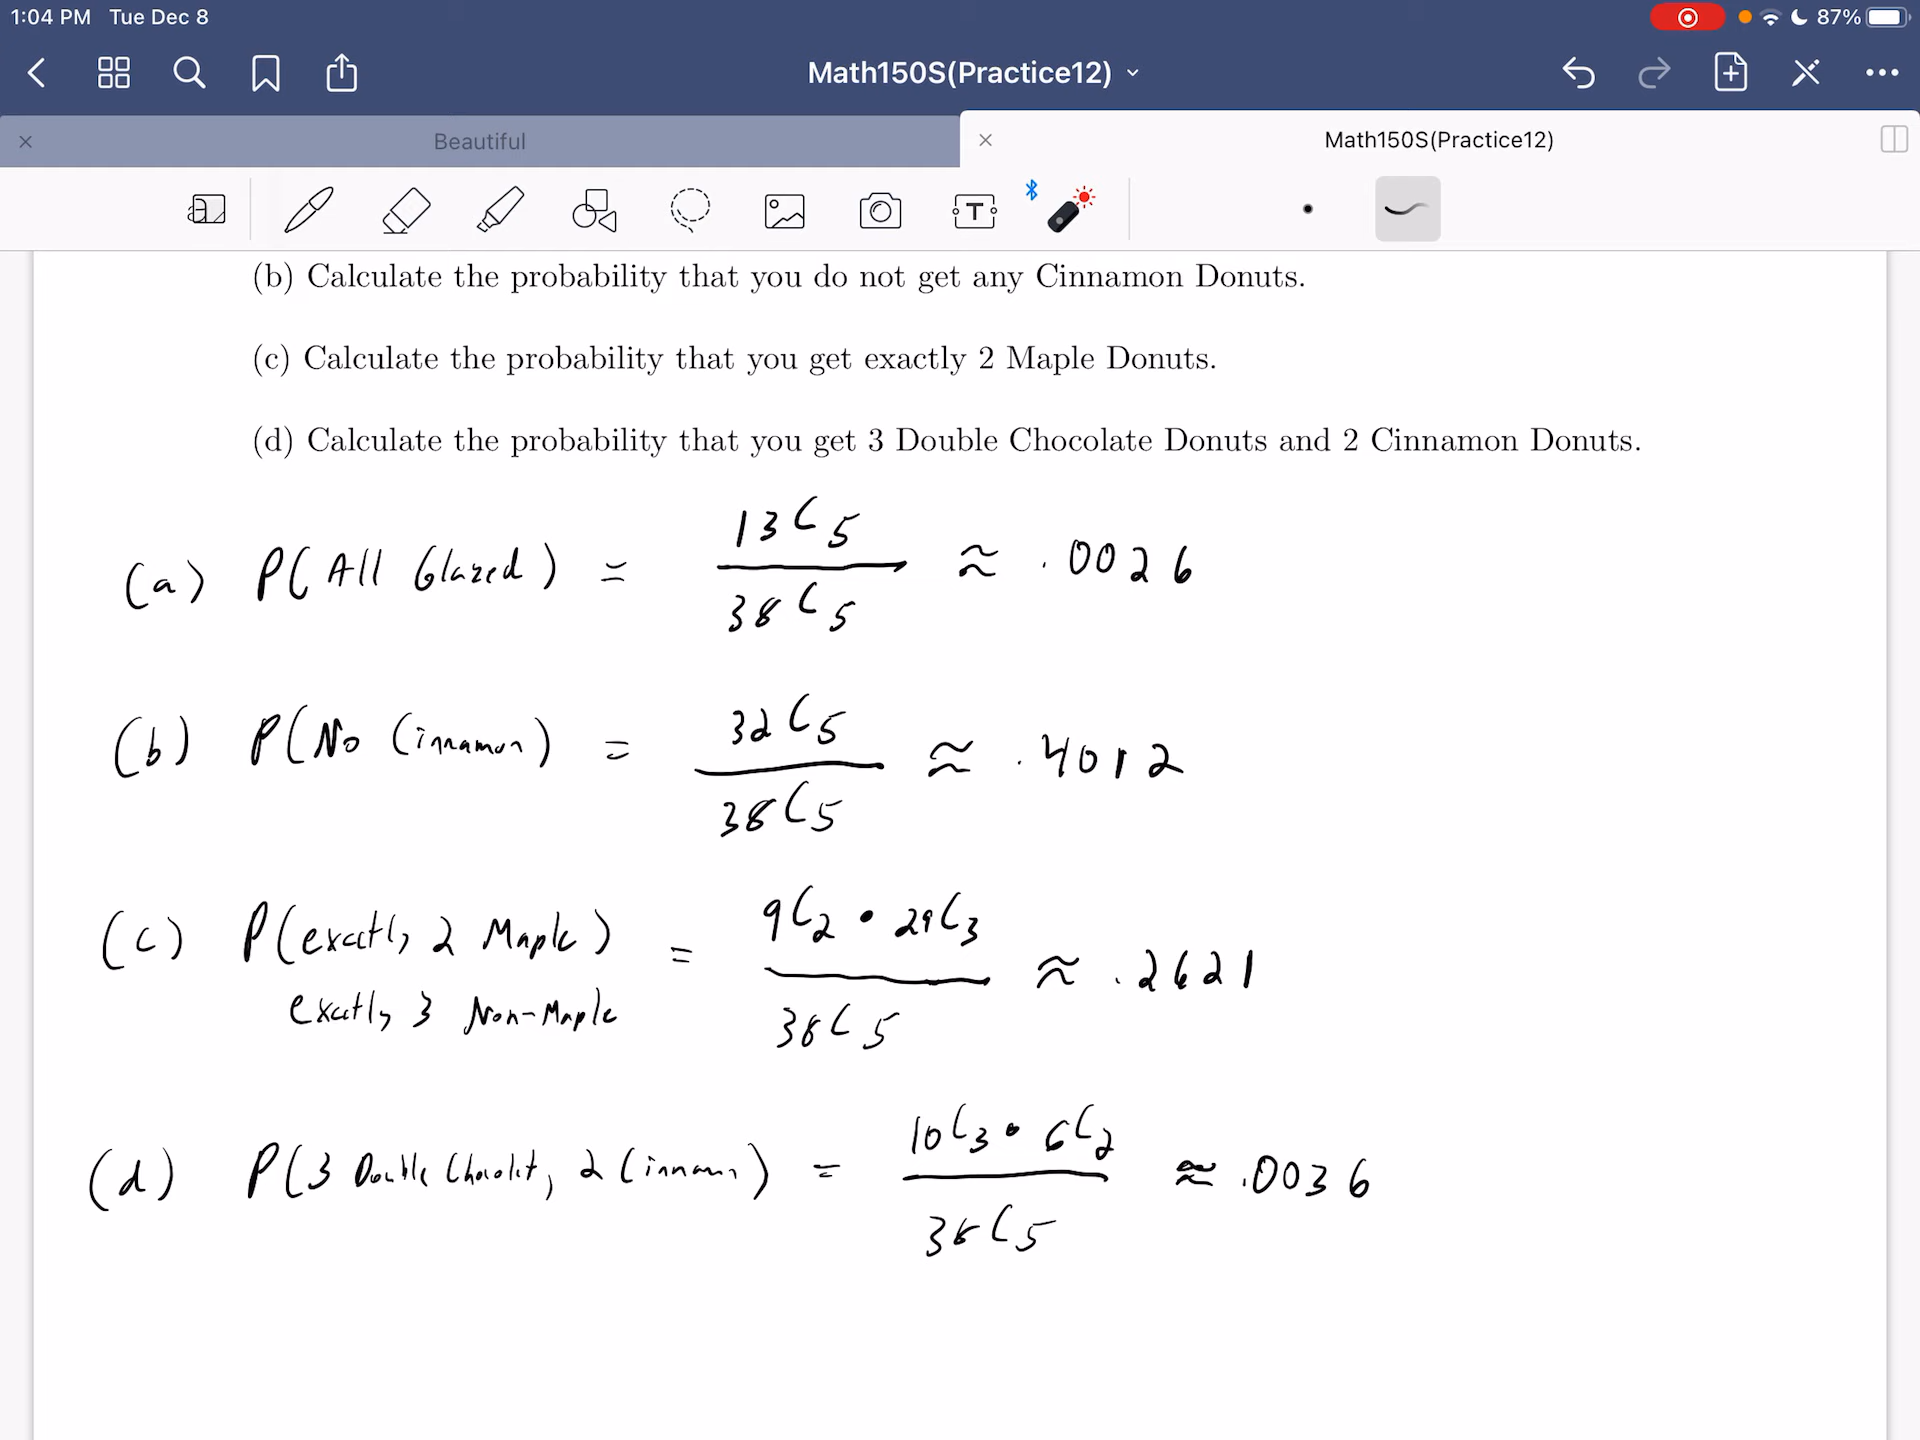 1:04 PM Tue Dec 8
87%
Math150S(Practice12)
Beautiful
Math150S(Practice12)
(b) Calculate the probability that you do not get any Cinnamon Donuts.
(c) Calculate the probability that you get exactly 2 Maple Donuts.
(d) Calculate the probability that you get 3 Double Chocolate Donuts and 2 Cinnamon Donuts.
(a) P(All Glazed) = 13C5 / 38C5 ≈ .0026
(b) P(No Cinnamon) = 32C5 / 38C5 ≈ .4012
(c) P(exactly 2 Maple) = 9C2 • 29C3 / 38C5 ≈ .2621
exactly 3 Non-Maple
(d) P(3 Double Chocolate, 2 Cinnamon) = 10C3 • 6C2 / 38C5 ≈ .0036